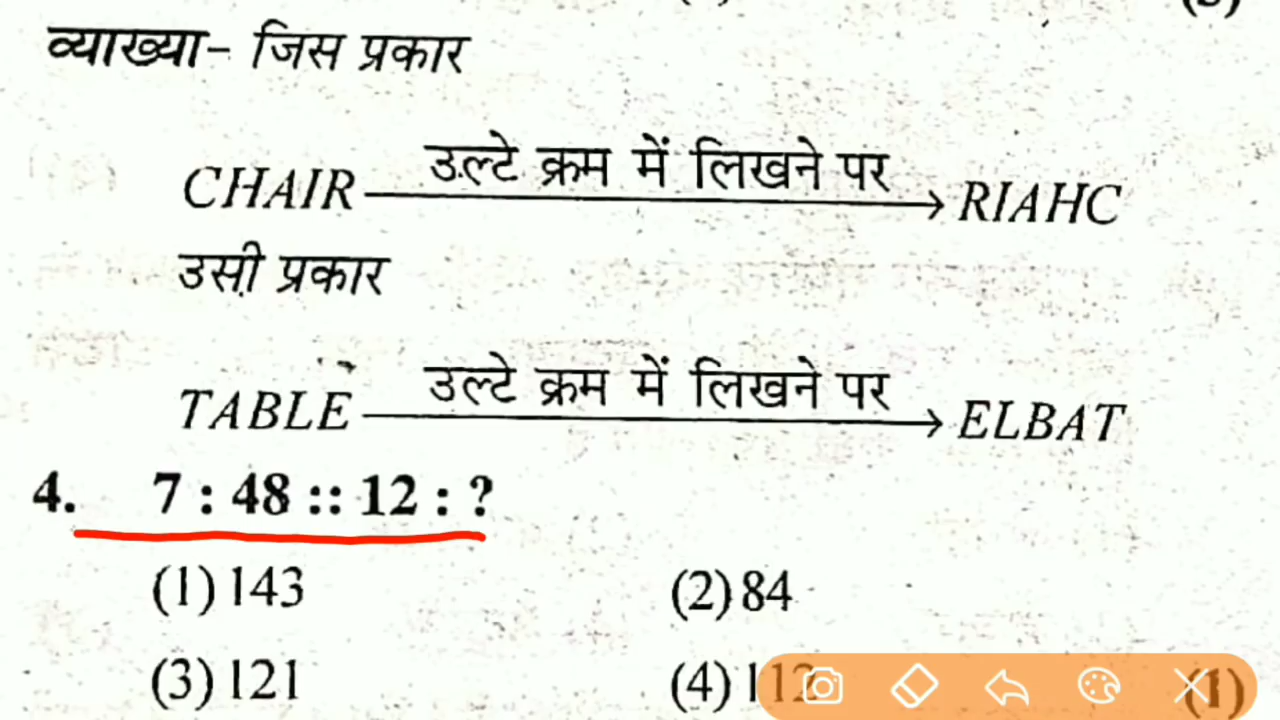 व्याख्या- जिस प्रकार
CHAIR उल्टे क्रम में लिखने पर → RIAHC
उसी प्रकार
TABLE उल्टे क्रम में लिखने पर → ELBAT
4. 7 : 48 :: 12 : ?
(1) 143 (2) 84
(3) 121 (4) 112 (1)